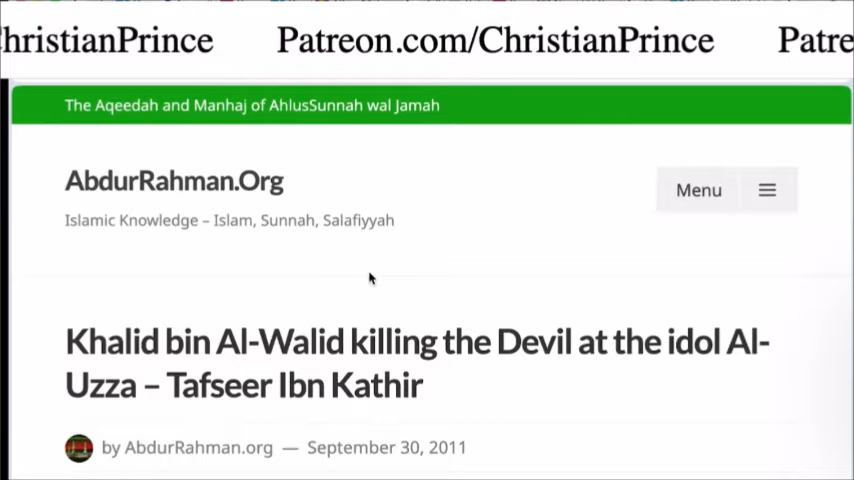 hristianPrince Patreon.com/ChristianPrince Patre
The Aqeedah and Manhaj of AhlusSunnah wal Jamah
AbdurRahman.Org
Menu
Islamic Knowledge – Islam, Sunnah, Salafiyyah
Khalid bin Al-Walid killing the Devil at the idol Al-
Uzza – Tafseer Ibn Kathir
by AbdurRahman.org — September 30, 2011